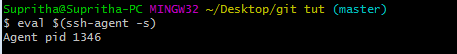 Supritha@Supritha-PC MINGW32 ~/Desktop/git tut (master)
$ eval $(ssh-agent -s)
Agent pid 1346